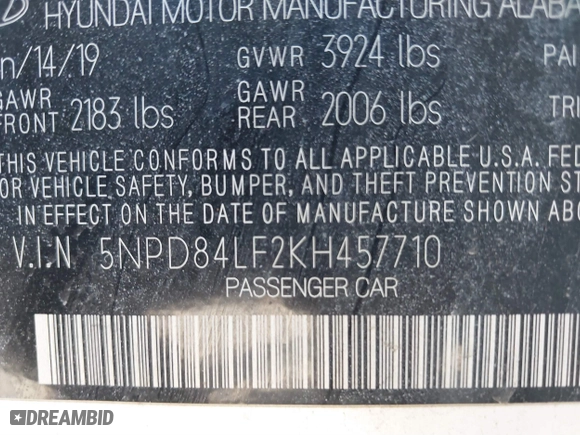 HYUNDAI MOTOR MANUFACTURING ALABA
n/14/19 GVWR 3924 lbs PAI
GAWR FRONT 2183 lbs GAWR REAR 2006 lbs TRI
THIS VEHICLE CONFORMS TO ALL APPLICABLE U.S.A. FED
OR VEHICLE SAFETY, BUMPER, AND THEFT PREVENTION ST
IN EFFECT ON THE DATE OF MANUFACTURE SHOWN ABO
V.I.N 5NPD84LF2KH457710
PASSENGER CAR
DREAMBID